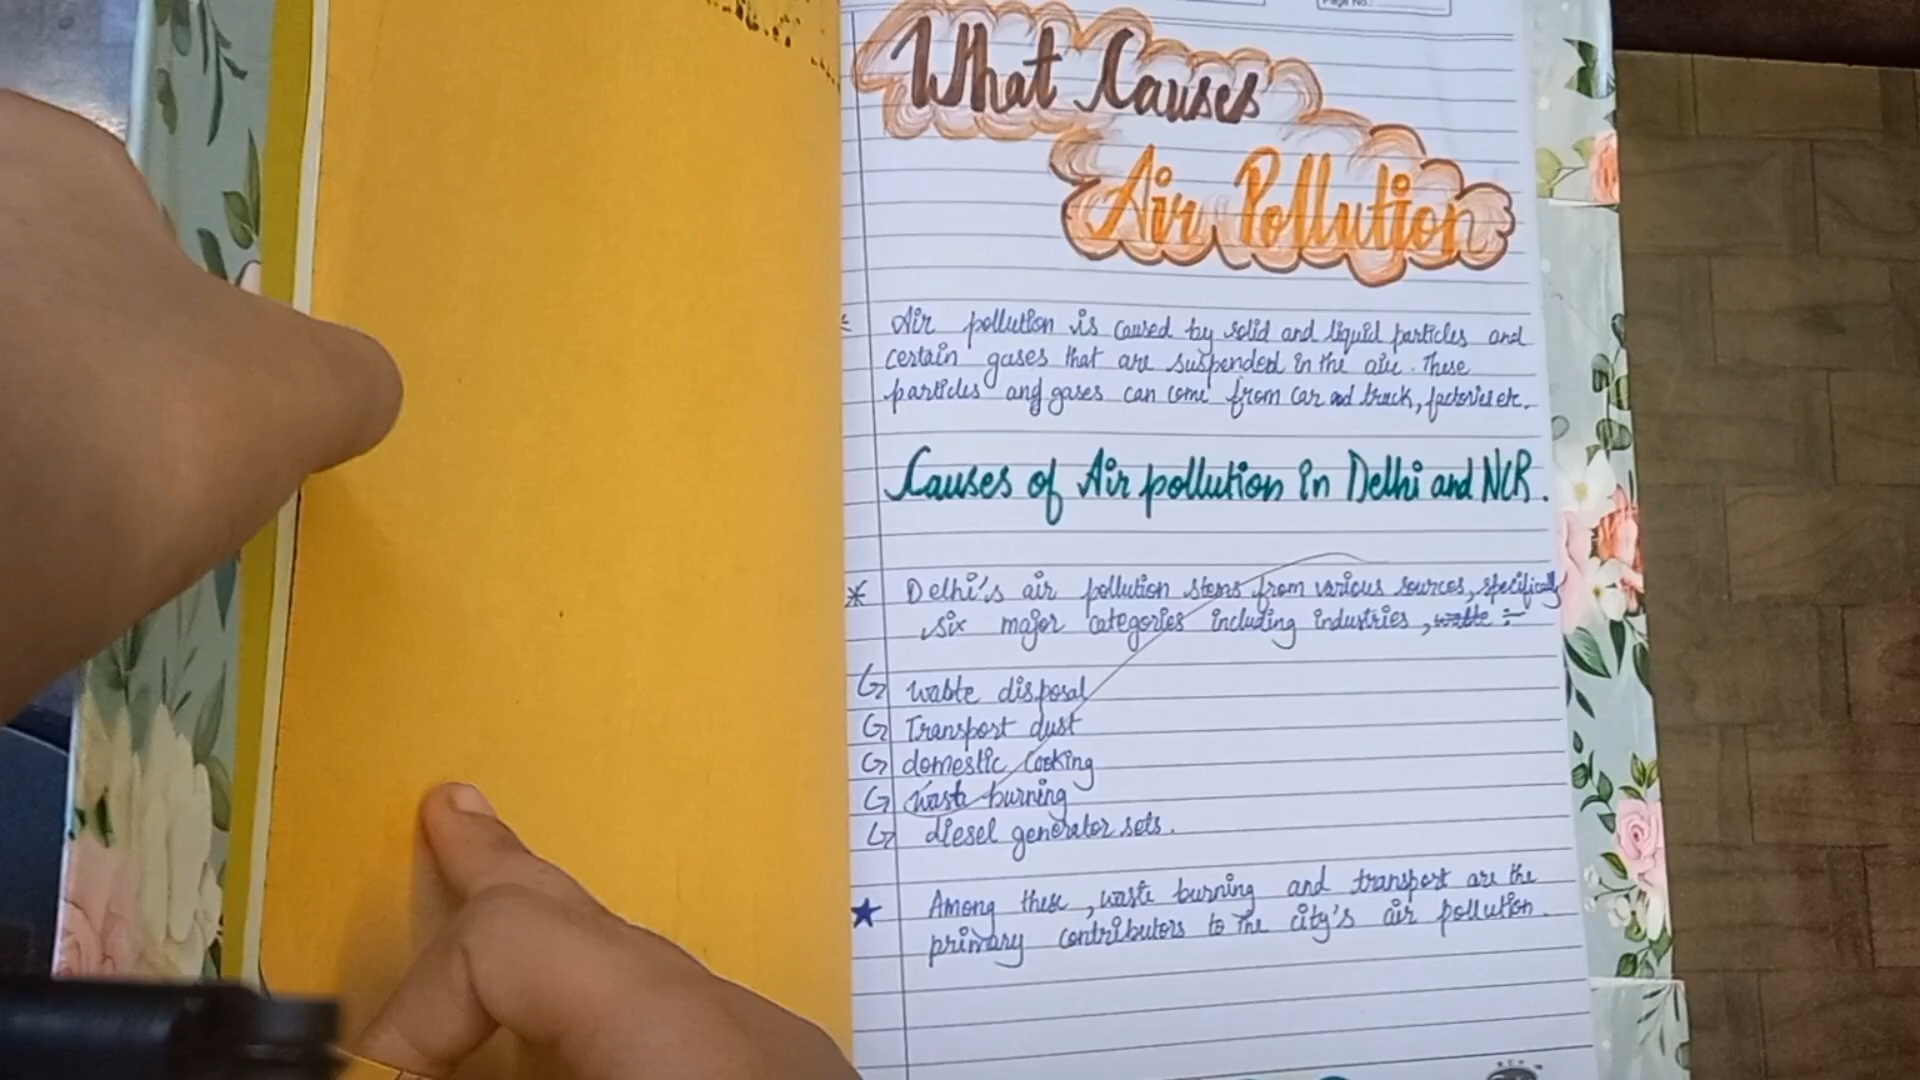 Page No.:
What Causes
Air Pollution
Air pollution is caused by solid and liquid particles and
certain gases that are suspended in the air. These
particles and gases can come from car and truck, factories etc.
Causes of Air pollution in Delhi and NCR.
* Delhi's air pollution stems from various sources, specifically
six major categories including industries, waste :-
waste disposal
Transport dust
domestic cooking
waste burning
diesel generator sets.
★ Among these, waste burning and transport are the
primary contributors to the city's air pollution.